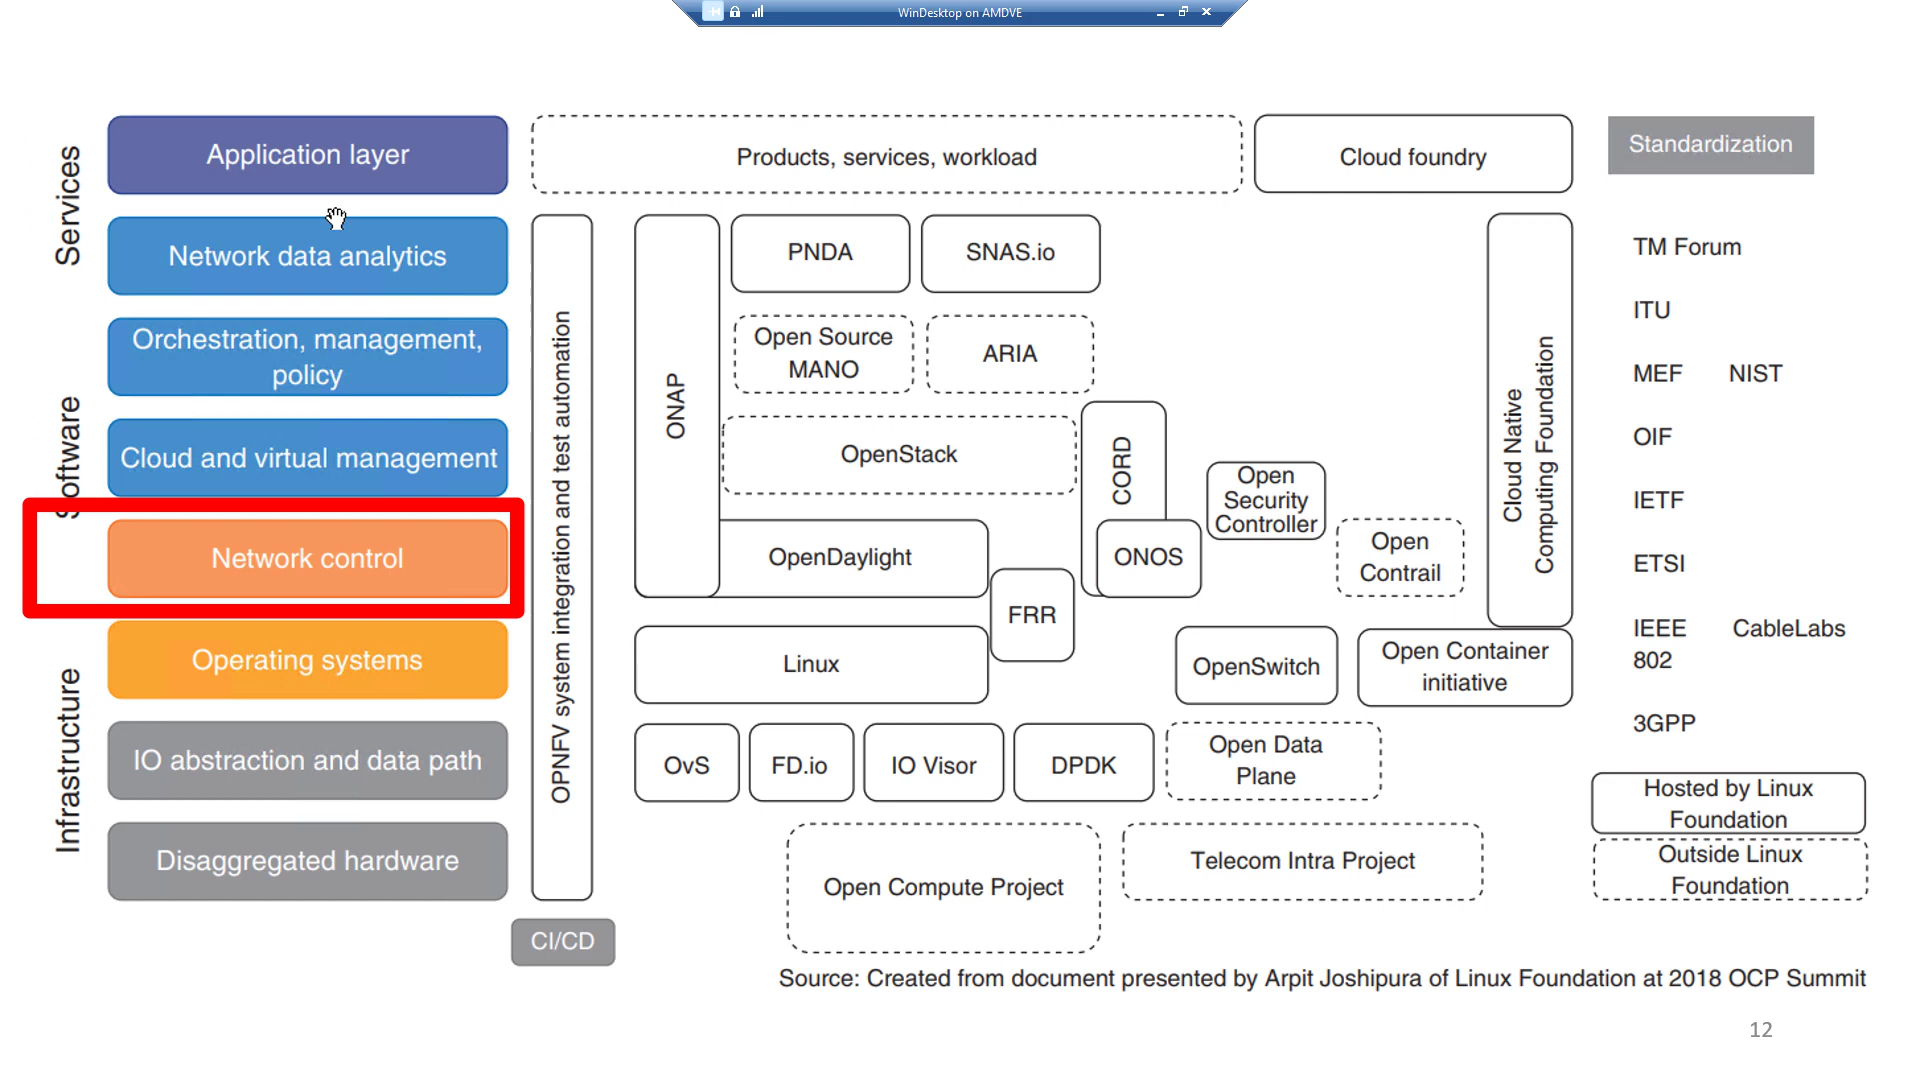 WinDesktop on AMDVE
Services
Software
Infrastructure
Application layer
Network data analytics
Orchestration, management,
policy
Cloud and virtual management
Network control
Operating systems
IO abstraction and data path
Disaggregated hardware
OPNFV system integration and test automation
CI/CD
Products, services, workload
Cloud foundry
ONAP
PNDA
SNAS.io
Open Source
MANO
ARIA
OpenStack
CORD
Open
Security
Controller
OpenDaylight
ONOS
Open
Contrail
FRR
Cloud Native
Computing Foundation
Linux
OpenSwitch
Open Container
initiative
OvS
FD.io
IO Visor
DPDK
Open Data
Plane
Open Compute Project
Telecom Intra Project
Standardization
TM Forum
ITU
MEF NIST
OIF
IETF
ETSI
IEEE CableLabs
802
3GPP
Hosted by Linux
Foundation
Outside Linux
Foundation
Source: Created from document presented by Arpit Joshipura of Linux Foundation at 2018 OCP Summit
12